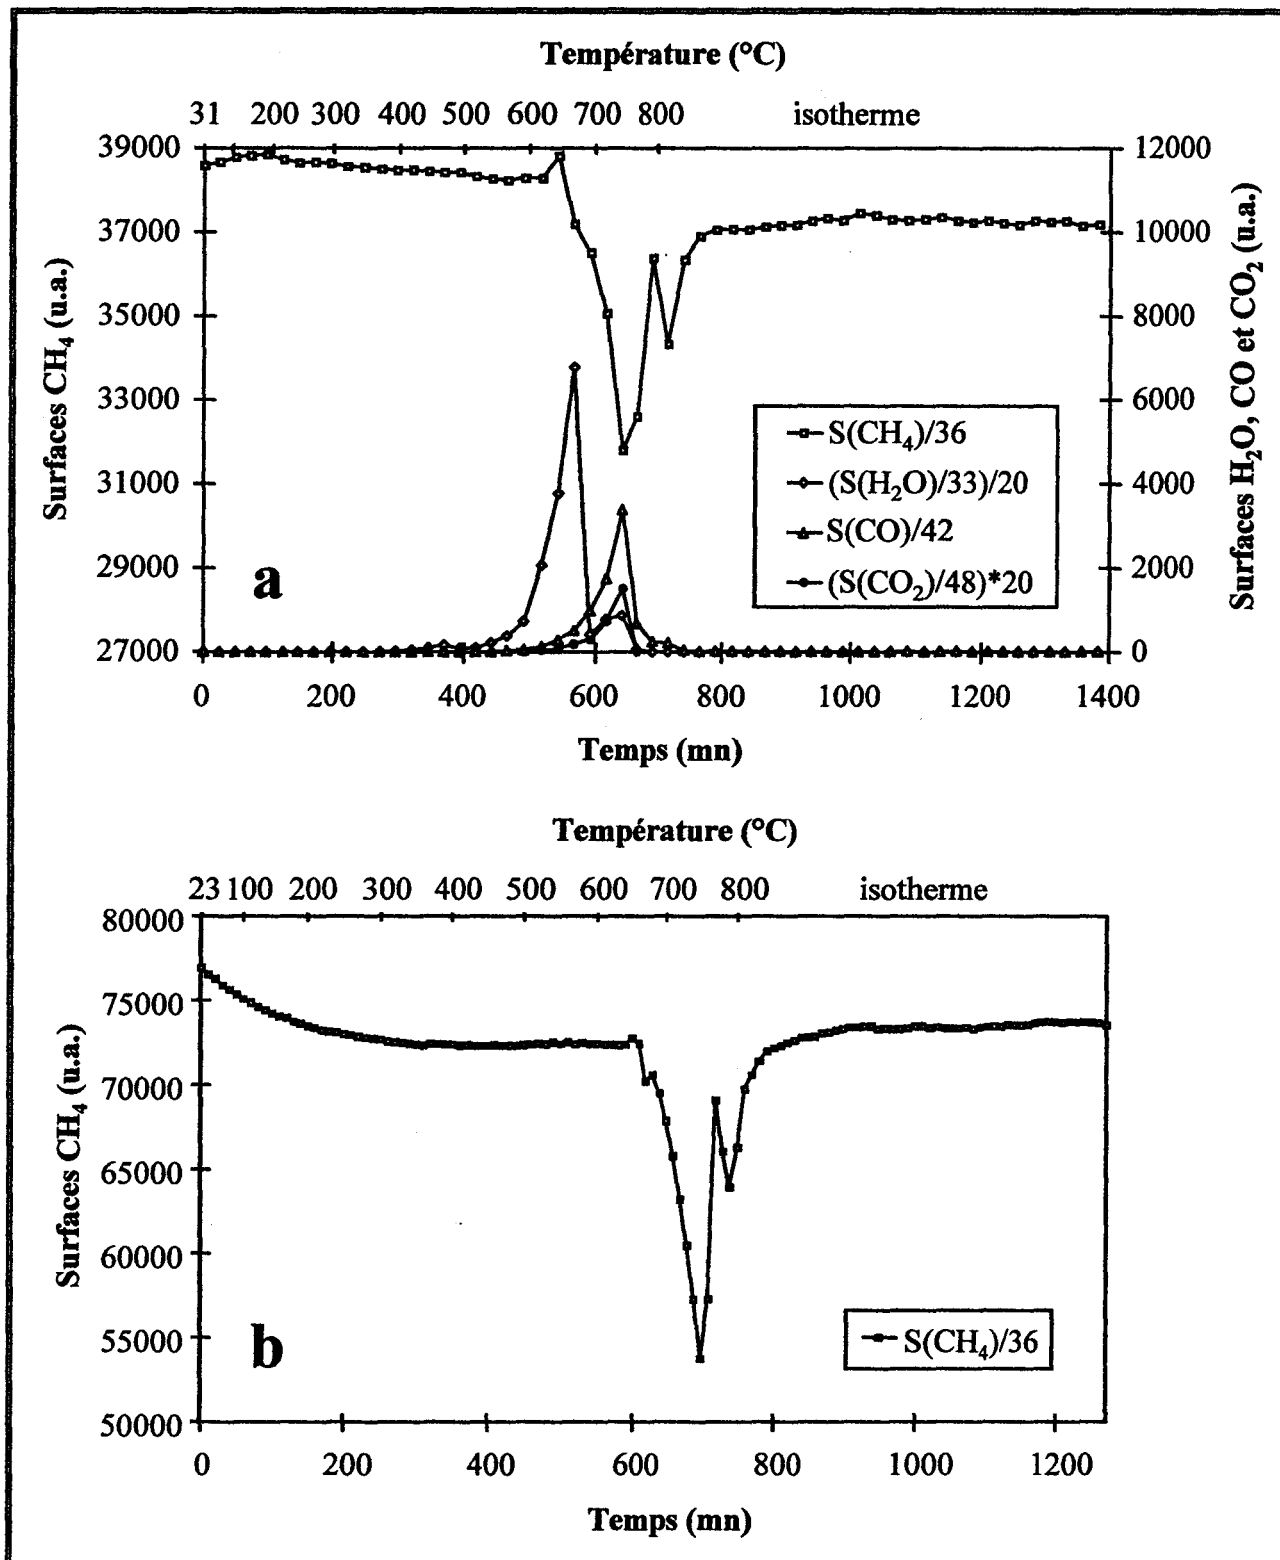 Température (°C)
31 200 300 400 500 600 700 800 isotherme
39000 12000
37000 10000
35000 8000
33000 6000
31000 4000
29000 2000
27000 0
Surfaces CH₄ (u.a.)
Surfaces H₂O, CO et CO₂ (u.a.)
S(CH₄)/36
(S(H₂O)/33)/20
S(CO)/42
(S(CO₂)/48)*20
a
0 200 400 600 800 1000 1200 1400
Temps (mn)
Température (°C)
23 100 200 300 400 500 600 700 800 isotherme
80000
75000
70000
65000
60000
55000
50000
Surfaces CH₄ (u.a.)
S(CH₄)/36
b
0 200 400 600 800 1000 1200
Temps (mn)